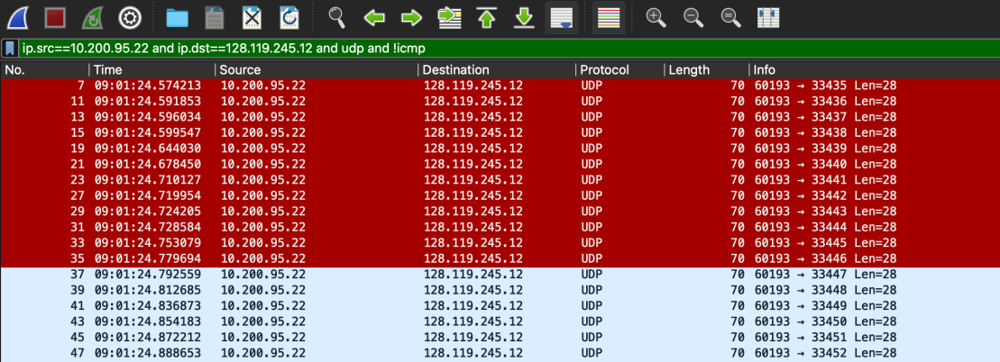 ip.src==10.200.95.22 and ip.dst==128.119.245.12 and udp and !icmp
No. Time Source Destination Protocol Length Info
7 09:01:24.574213 10.200.95.22 128.119.245.12 UDP 70 60193 → 33435 Len=28
11 09:01:24.591853 10.200.95.22 128.119.245.12 UDP 70 60193 → 33436 Len=28
13 09:01:24.596034 10.200.95.22 128.119.245.12 UDP 70 60193 → 33437 Len=28
15 09:01:24.599547 10.200.95.22 128.119.245.12 UDP 70 60193 → 33438 Len=28
19 09:01:24.644030 10.200.95.22 128.119.245.12 UDP 70 60193 → 33439 Len=28
21 09:01:24.678450 10.200.95.22 128.119.245.12 UDP 70 60193 → 33440 Len=28
23 09:01:24.710127 10.200.95.22 128.119.245.12 UDP 70 60193 → 33441 Len=28
27 09:01:24.719954 10.200.95.22 128.119.245.12 UDP 70 60193 → 33442 Len=28
29 09:01:24.724205 10.200.95.22 128.119.245.12 UDP 70 60193 → 33443 Len=28
31 09:01:24.728584 10.200.95.22 128.119.245.12 UDP 70 60193 → 33444 Len=28
33 09:01:24.753079 10.200.95.22 128.119.245.12 UDP 70 60193 → 33445 Len=28
35 09:01:24.779694 10.200.95.22 128.119.245.12 UDP 70 60193 → 33446 Len=28
37 09:01:24.792559 10.200.95.22 128.119.245.12 UDP 70 60193 → 33447 Len=28
39 09:01:24.812685 10.200.95.22 128.119.245.12 UDP 70 60193 → 33448 Len=28
41 09:01:24.836873 10.200.95.22 128.119.245.12 UDP 70 60193 → 33449 Len=28
43 09:01:24.854183 10.200.95.22 128.119.245.12 UDP 70 60193 → 33450 Len=28
45 09:01:24.872212 10.200.95.22 128.119.245.12 UDP 70 60193 → 33451 Len=28
47 09:01:24.888653 10.200.95.22 128.119.245.12 UDP 70 60193 → 33452 Len=28